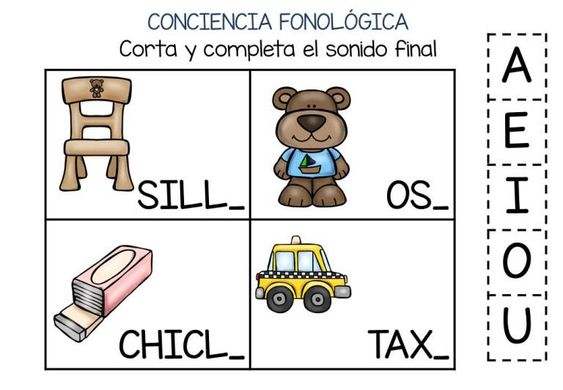 CONCIENCIA FONOLÓGICA
Corta y completa el sonido final
SILL_
OS_
CHICL_
TAX_
A
E
I
O
U